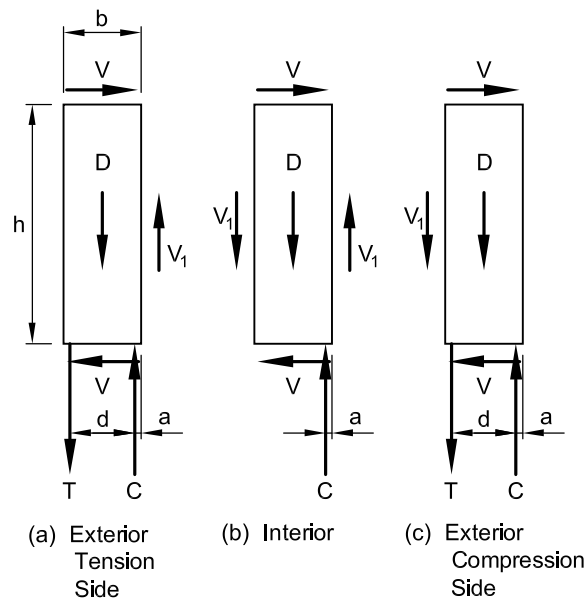 b
V
V
V
h
D
D
D
V₁
V₁
V₁
V₁
V
V
V
d
a
a
d
a
T
C
C
T
C
(a) Exterior
Tension
Side
(b) Interior
(c) Exterior
Compression
Side